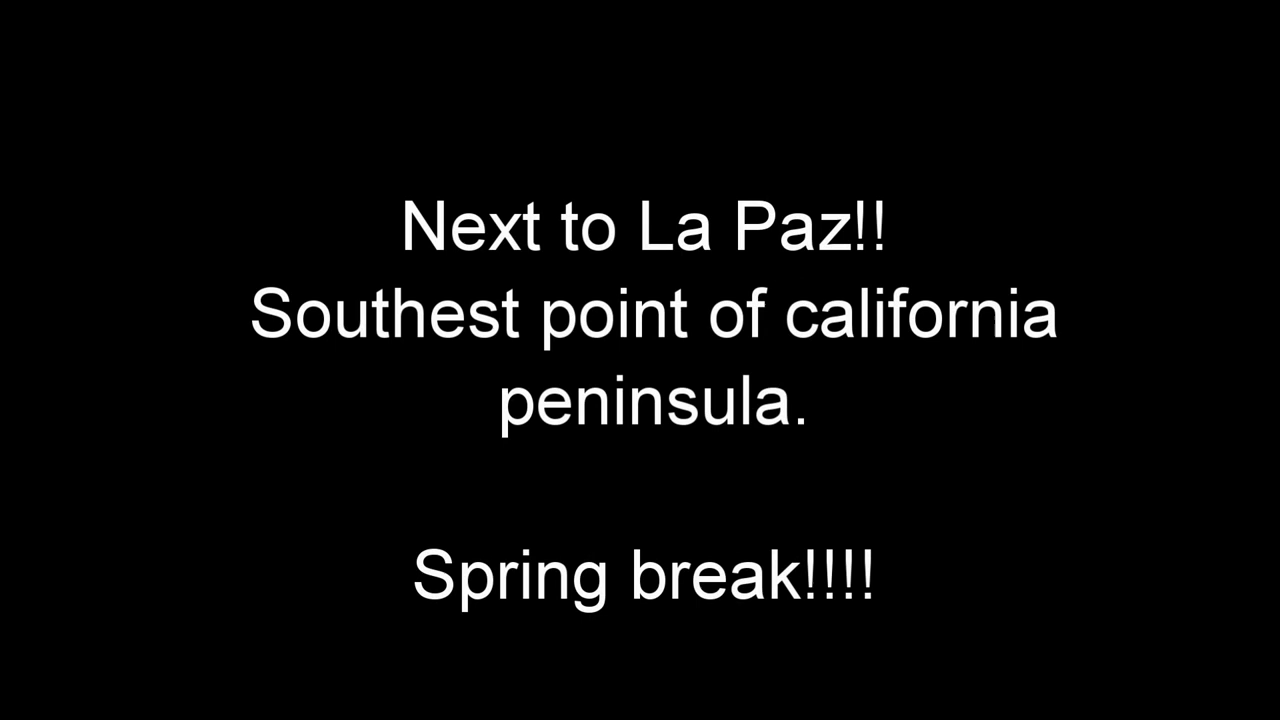 Next to La Paz!!
Southest point of california
peninsula.
Spring break!!!!